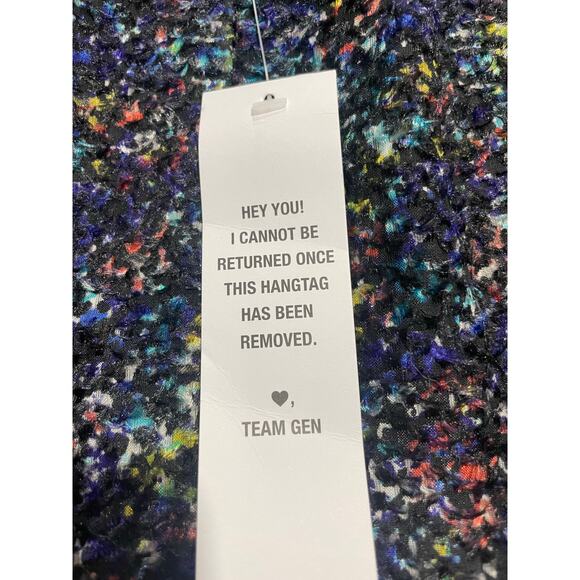 HEY YOU!
I CANNOT BE
RETURNED ONCE
THIS HANGTAG
HAS BEEN
REMOVED.
♥,
TEAM GEN